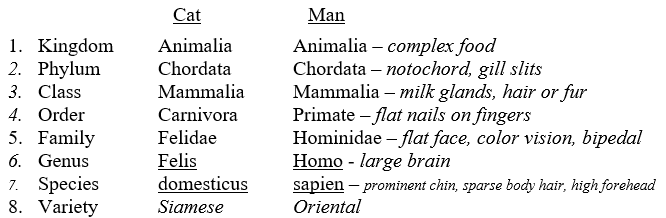 Cat Man
1. Kingdom Animalia Animalia – complex food
2. Phylum Chordata Chordata – notochord, gill slits
3. Class Mammalia Mammalia – milk glands, hair or fur
4. Order Carnivora Primate – flat nails on fingers
5. Family Felidae Hominidae – flat face, color vision, bipedal
6. Genus Felis Homo - large brain
7. Species domesticus sapien – prominent chin, sparse body hair, high forehead
8. Variety Siamese Oriental